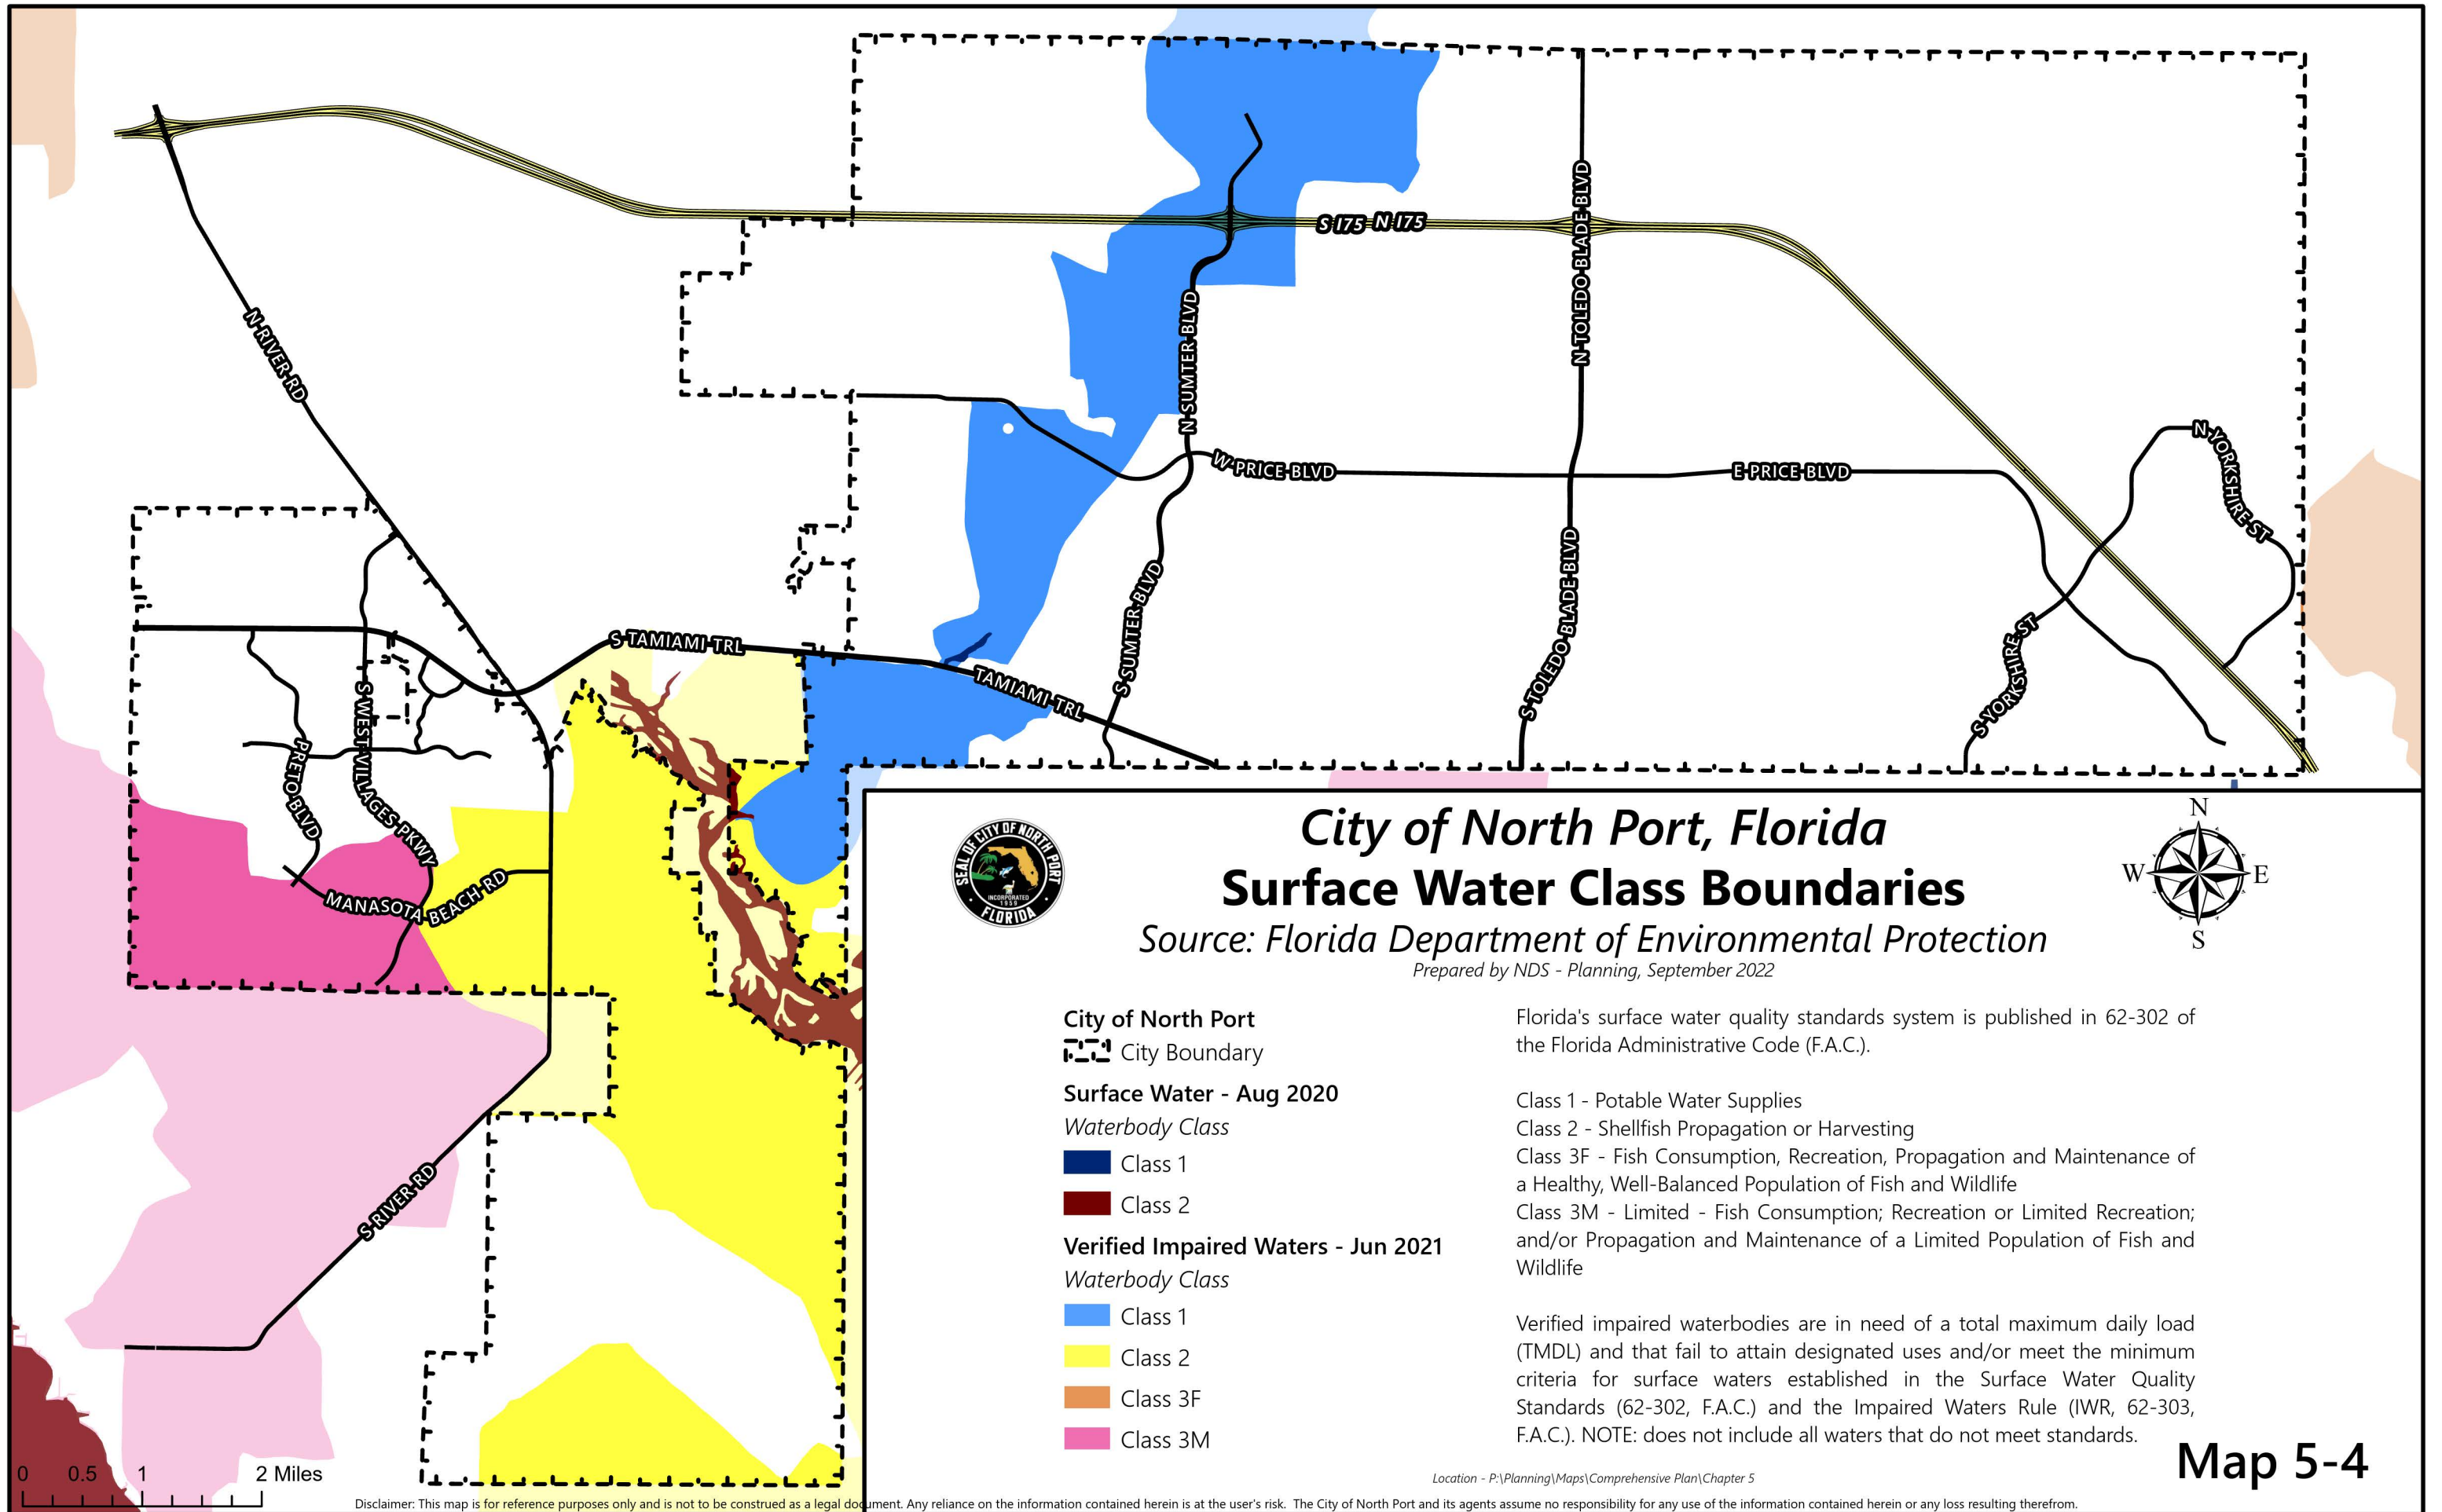 S I75 N I75
N TOLEDO BLADE BLVD
N RIVER RD
N SUMTER BLVD
W PRICE BLVD
E PRICE BLVD
N YORKSHIRE ST
S TOLEDO BLADE BLVD
S SUMTER BLVD
S YORKSHIRE ST
S TAMIAMI TRL
TAMIAMI TRL
S WEST VILLAGES PKWY
PRETO BLVD
MANASOTA BEACH RD
S RIVER RD
City of North Port, Florida
Surface Water Class Boundaries
Source: Florida Department of Environmental Protection
Prepared by NDS - Planning, September 2022
SEAL OF CITY OF NORTH PORT
INCORPORATED
1959
FLORIDA
N
W
E
S
City of North Port
City Boundary
Surface Water - Aug 2020
Waterbody Class
Class 1
Class 2
Verified Impaired Waters - Jun 2021
Waterbody Class
Class 1
Class 2
Class 3F
Class 3M
Florida's surface water quality standards system is published in 62-302 of
the Florida Administrative Code (F.A.C.).
Class 1 - Potable Water Supplies
Class 2 - Shellfish Propagation or Harvesting
Class 3F - Fish Consumption, Recreation, Propagation and Maintenance of
a Healthy, Well-Balanced Population of Fish and Wildlife
Class 3M - Limited - Fish Consumption; Recreation or Limited Recreation;
and/or Propagation and Maintenance of a Limited Population of Fish and
Wildlife
Verified impaired waterbodies are in need of a total maximum daily load
(TMDL) and that fail to attain designated uses and/or meet the minimum
criteria for surface waters established in the Surface Water Quality
Standards (62-302, F.A.C.) and the Impaired Waters Rule (IWR, 62-303,
F.A.C.). NOTE: does not include all waters that do not meet standards.
Map 5-4
Location - P:\Planning\Maps\Comprehensive Plan\Chapter 5
0 0.5 1 2 Miles
Disclaimer: This map is for reference purposes only and is not to be construed as a legal document. Any reliance on the information contained herein is at the user's risk. The City of North Port and its agents assume no responsibility for any use of the information contained herein or any loss resulting therefrom.